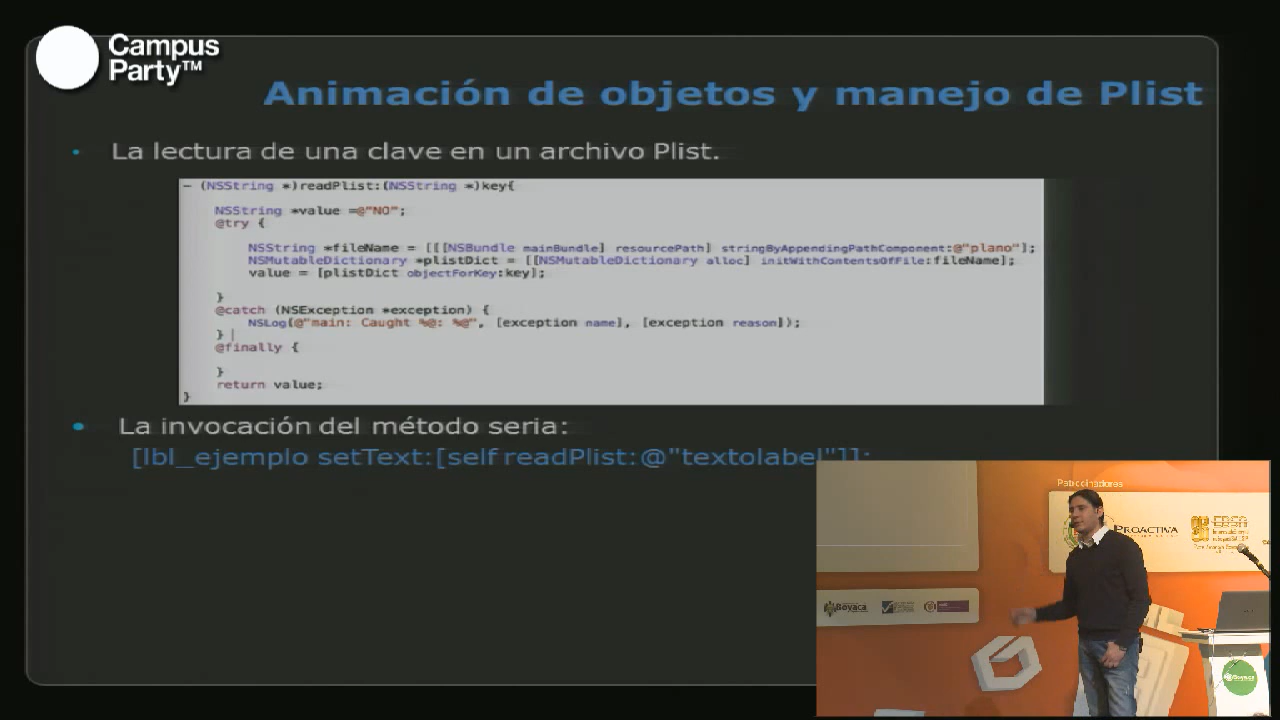 Campus
Party™
Animación de objetos y manejo de Plist
• La lectura de una clave en un archivo Plist.
- (NSString *)readPlist:(NSString *)key{
NSString *value =@"NO";
@try {
NSString *fileName = [[[NSBundle mainBundle] resourcePath] stringByAppendingPathComponent:@"plano"];
NSMutableDictionary *plistDict = [[NSMutableDictionary alloc] initWithContentsOfFile:fileName];
value = [plistDict objectForKey:key];
}
@catch (NSException *exception) {
NSLog(@"main: Caught %@: %@", [exception name], [exception reason]);
}
@finally {
}
return value;
}
• La invocación del método seria:
[lbl_ejemplo setText:[self readPlist:@"textolabel"]];
Patrocinadores
PROACTIVA
Boyacá